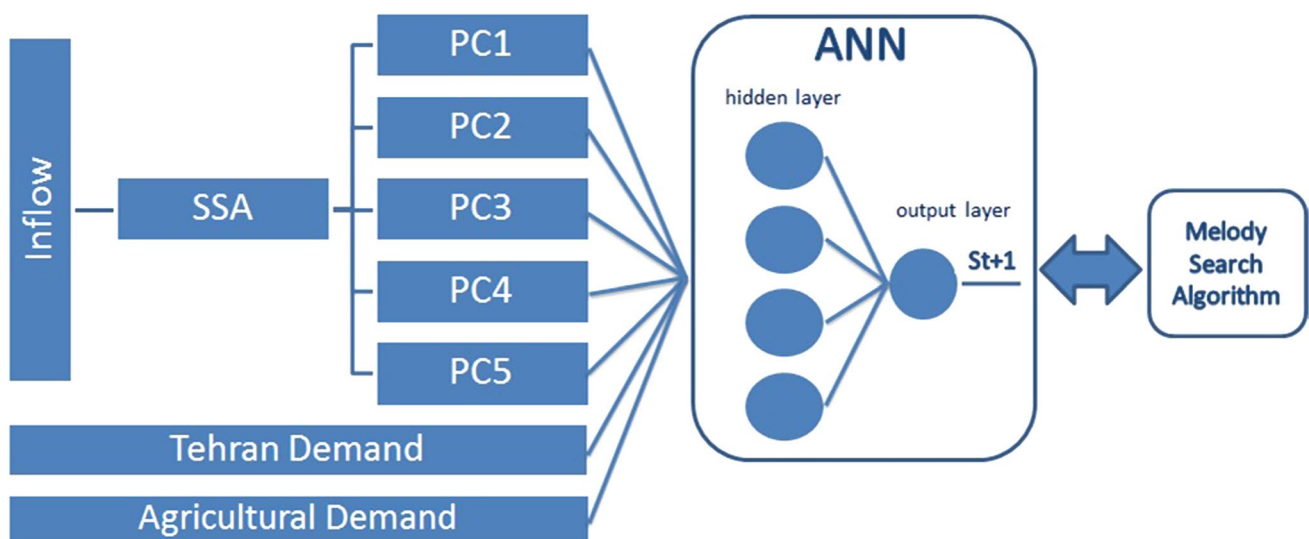 Inflow
SSA
PC1
PC2
PC3
PC4
PC5
Tehran Demand
Agricultural Demand
ANN
hidden layer
output layer
St+1
Melody
Search
Algorithm